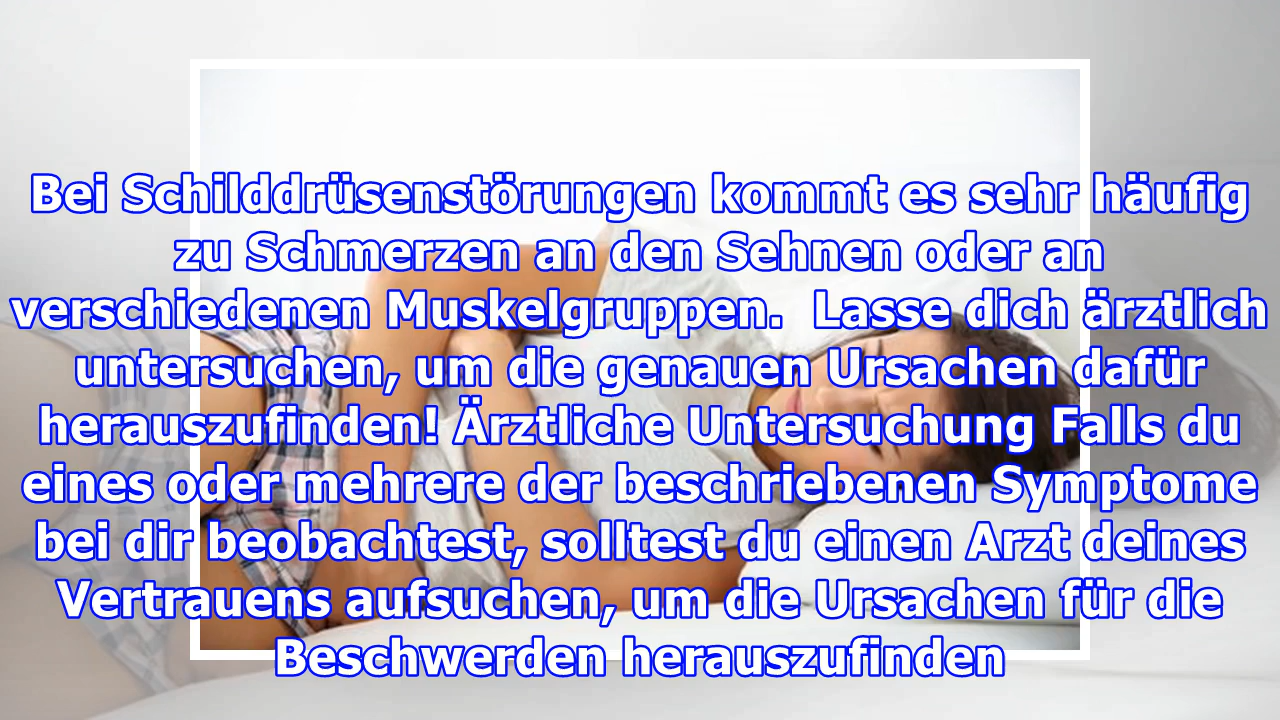 Bei Schilddrüsenstörungen kommt es sehr häufig
zu Schmerzen an den Sehnen oder an
verschiedenen Muskelgruppen.  Lasse dich ärztlich
untersuchen, um die genauen Ursachen dafür
herauszufinden! Ärztliche Untersuchung Falls du
eines oder mehrere der beschriebenen Symptome
bei dir beobachtest, solltest du einen Arzt deines
Vertrauens aufsuchen, um die Ursachen für die
Beschwerden herauszufinden